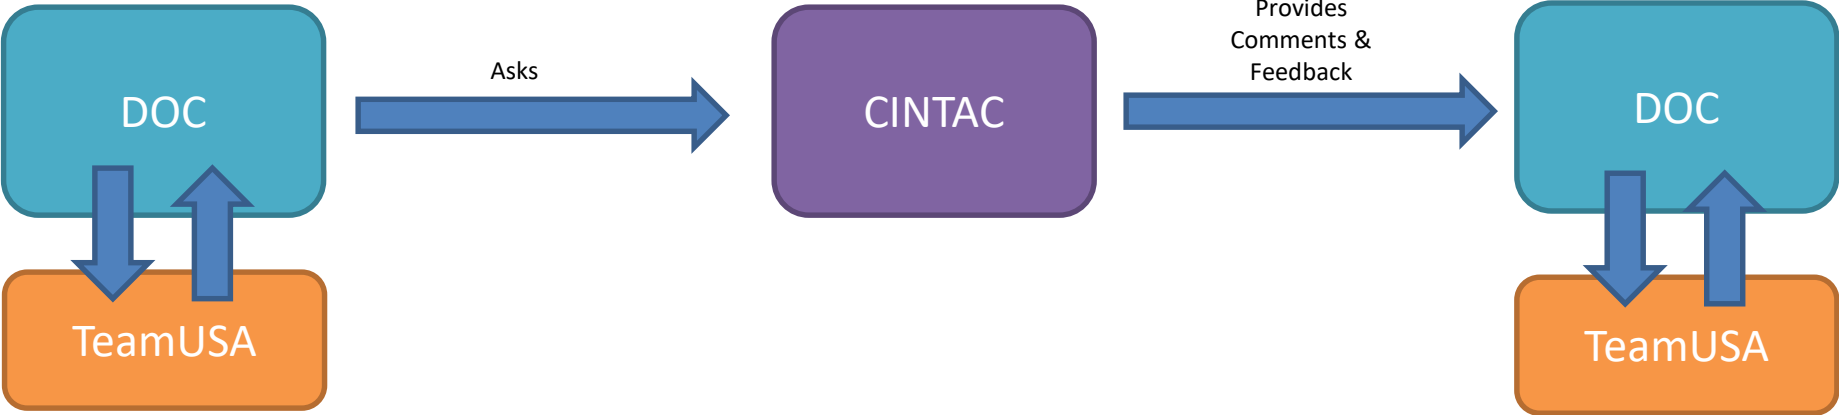 DOC
TeamUSA
Asks
CINTAC
Provides
Comments &
Feedback
DOC
TeamUSA